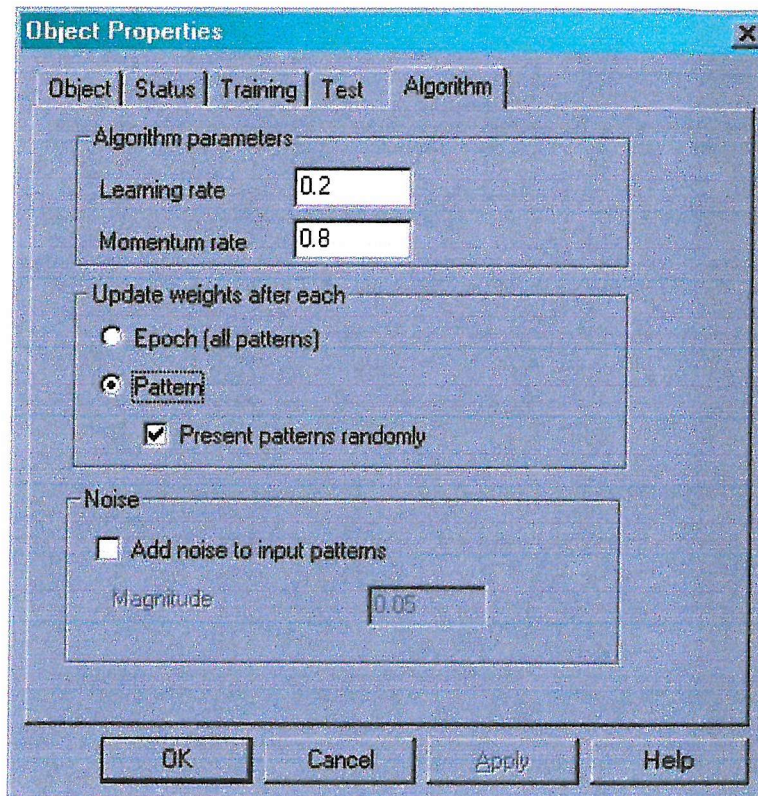 Object Properties
Object Status Training Test Algorithm
Algorithm parameters
Learning rate 0.2
Momentum rate 0.8
Update weights after each
Epoch (all patterns)
Pattern
Present patterns randomly
Noise
Add noise to input patterns
Magnitude 0.05
OK Cancel Apply Help